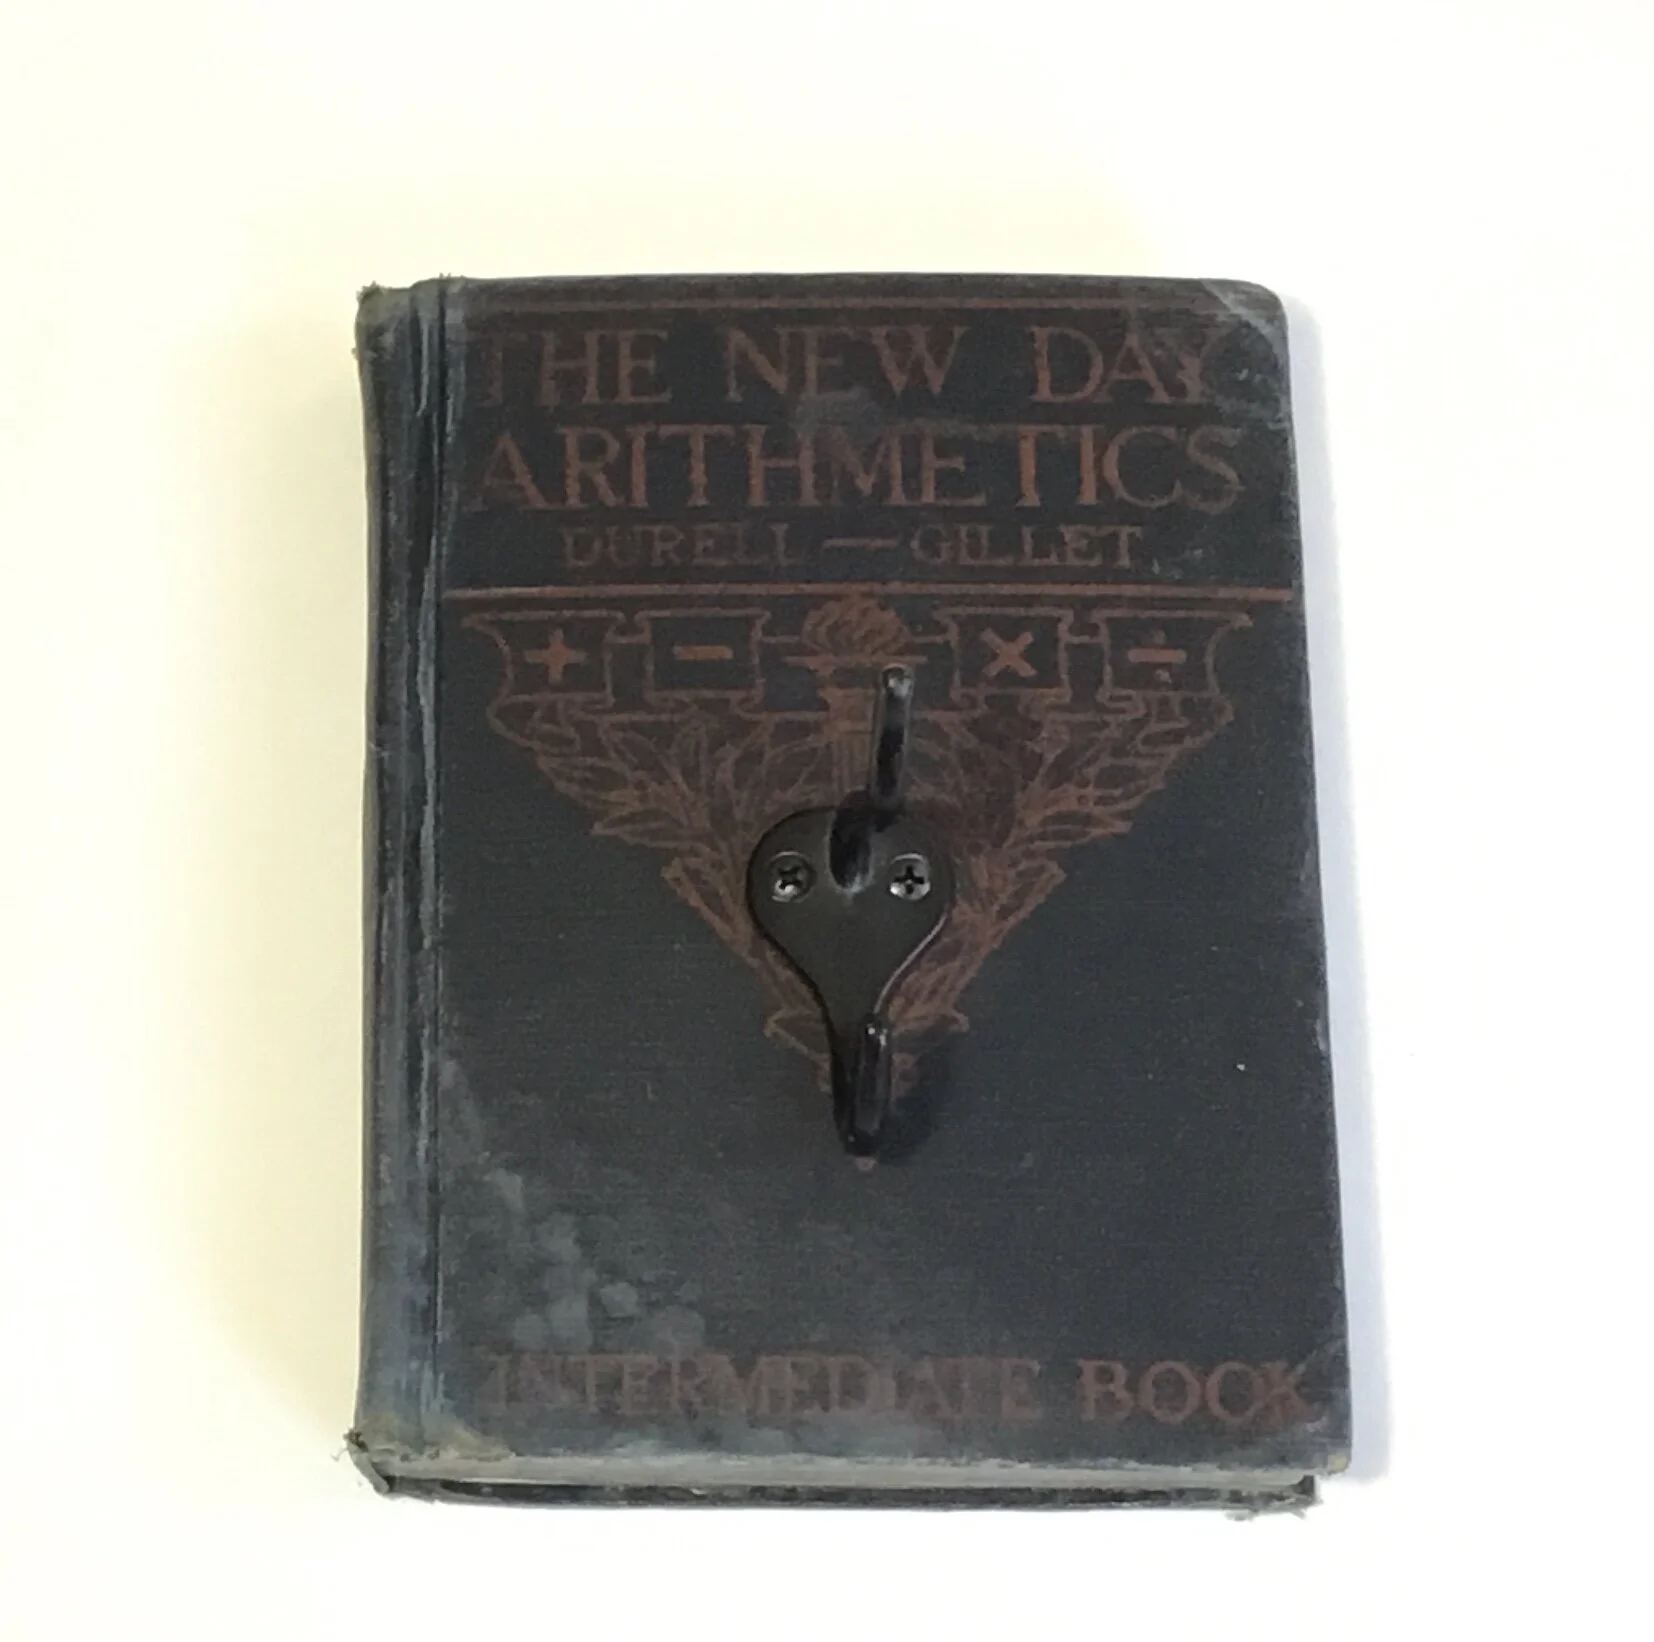 THE NEW DAY
ARITHMETICS
DURELL — GILLET
+ − × ÷
INTERMEDIATE BOOK